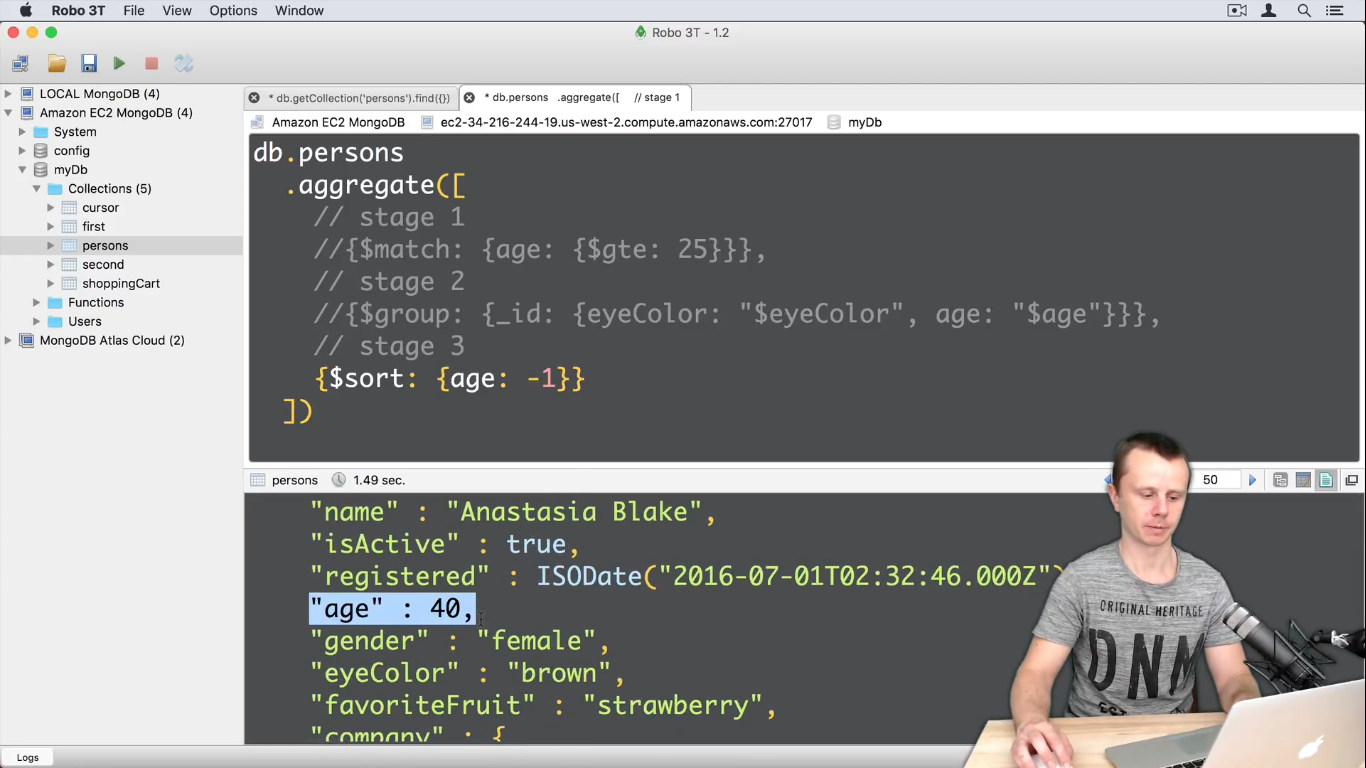 Robo 3T File View Options Window
Robo 3T - 1.2
LOCAL MongoDB (4)
Amazon EC2 MongoDB (4)
System
config
myDb
Collections (5)
cursor
first
persons
second
shoppingCart
Functions
Users
MongoDB Atlas Cloud (2)
* db.getCollection('persons').find({}) * db.persons .aggregate([ // stage 1
Amazon EC2 MongoDB ec2-34-216-244-19.us-west-2.compute.amazonaws.com:27017 myDb
db.persons
.aggregate([
// stage 1
//{$match: {age: {$gte: 25}}},
// stage 2
//{$group: {_id: {eyeColor: "$eyeColor", age: "$age"}}},
// stage 3
{$sort: {age: -1}}
])
persons 1.49 sec. 50
"name" : "Anastasia Blake",
"isActive" : true,
"registered" : ISODate("2016-07-01T02:32:46.000Z")
"age" : 40,
"gender" : "female",
"eyeColor" : "brown",
"favoriteFruit" : "strawberry",
"company" : {
ORIGINAL HERITAGE
DNM
Logs